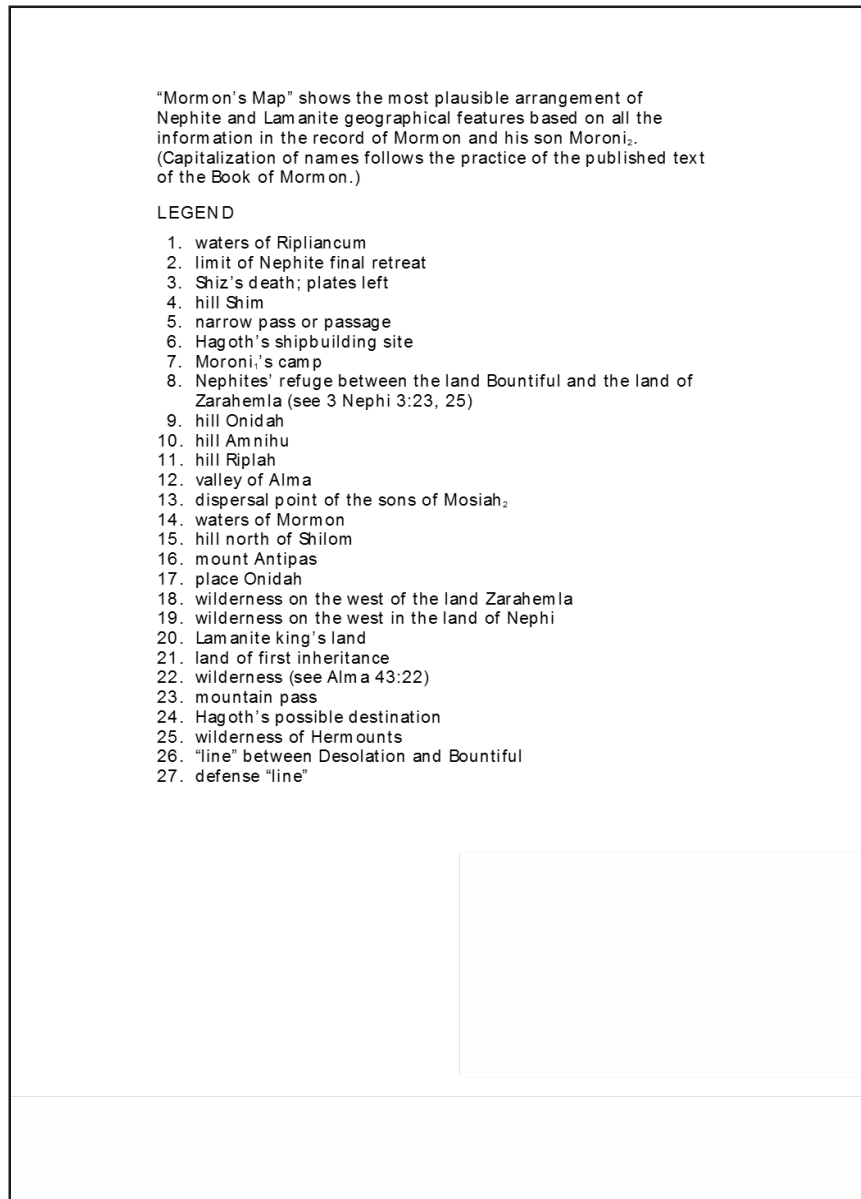 “Mormon’s Map” shows the most plausible arrangement of
Nephite and Lamanite geographical features based on all the
information in the record of Mormon and his son Moroni₂.
(Capitalization of names follows the practice of the published text
of the Book of Mormon.)
LEGEND
1. waters of Ripliancum
2. limit of Nephite final retreat
3. Shiz’s death; plates left
4. hill Shim
5. narrow pass or passage
6. Hagoth’s shipbuilding site
7. Moroni₁’s camp
8. Nephites’ refuge between the land Bountiful and the land of
Zarahemla (see 3 Nephi 3:23, 25)
9. hill Onidah
10. hill Amnihu
11. hill Riplah
12. valley of Alma
13. dispersal point of the sons of Mosiah₂
14. waters of Mormon
15. hill north of Shilom
16. mount Antipas
17. place Onidah
18. wilderness on the west of the land Zarahemla
19. wilderness on the west in the land of Nephi
20. Lamanite king’s land
21. land of first inheritance
22. wilderness (see Alma 43:22)
23. mountain pass
24. Hagoth’s possible destination
25. wilderness of Hermounts
26. “line” between Desolation and Bountiful
27. defense “line”